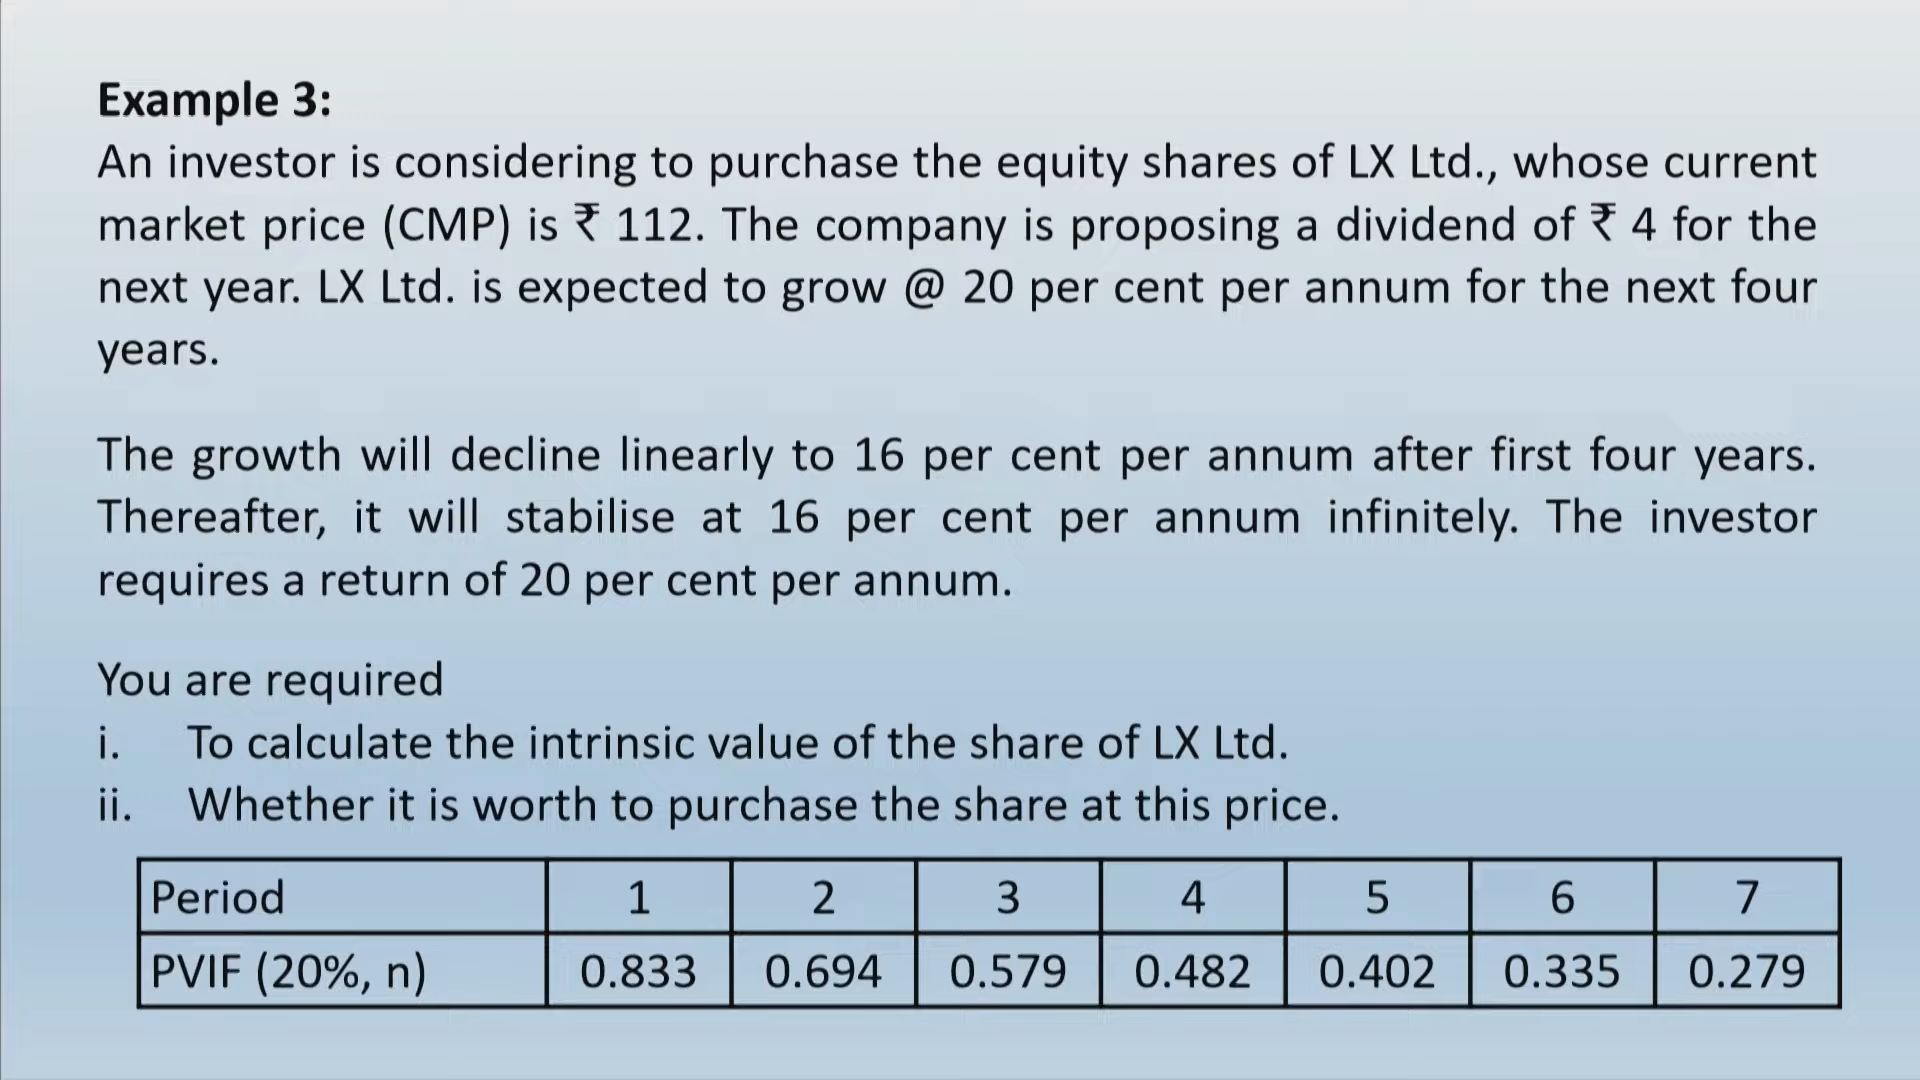 Example 3:
An investor is considering to purchase the equity shares of LX Ltd., whose current
market price (CMP) is ₹ 112. The company is proposing a dividend of ₹ 4 for the
next year. LX Ltd. is expected to grow @ 20 per cent per annum for the next four
years.
The growth will decline linearly to 16 per cent per annum after first four years.
Thereafter, it will stabilise at 16 per cent per annum infinitely. The investor
requires a return of 20 per cent per annum.
You are required
i. To calculate the intrinsic value of the share of LX Ltd.
ii. Whether it is worth to purchase the share at this price.
Period 1 2 3 4 5 6 7
PVIF (20%, n) 0.833 0.694 0.579 0.482 0.402 0.335 0.279